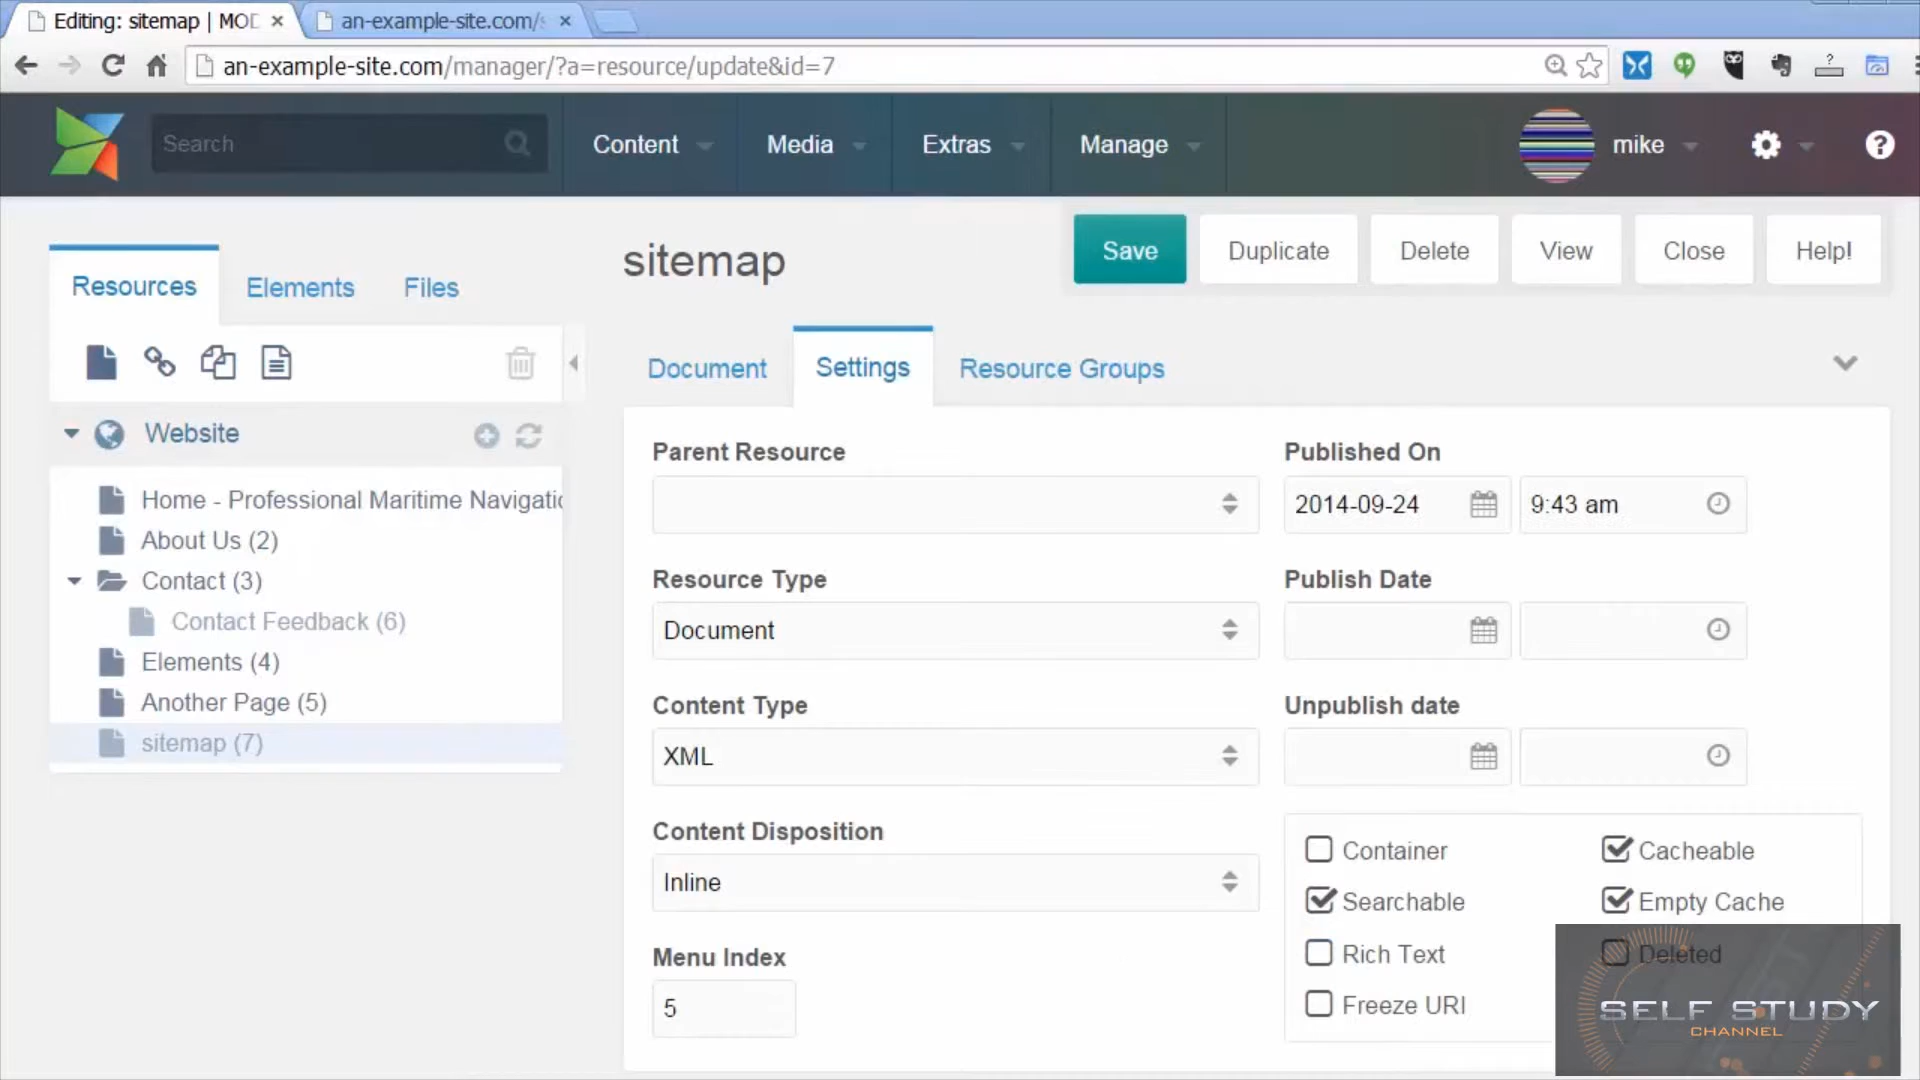 Editing: sitemap | MOD
an-example-site.com/s
an-example-site.com/manager/?a=resource/update&id=7
Search
Content
Media
Extras
Manage
mike
sitemap
Save
Duplicate
Delete
View
Close
Help!
Resources
Elements
Files
Document
Settings
Resource Groups
Website
Home - Professional Maritime Navigatio
About Us (2)
Contact (3)
Contact Feedback (6)
Elements (4)
Another Page (5)
sitemap (7)
Parent Resource
Resource Type
Document
Content Type
XML
Content Disposition
Inline
Menu Index
5
Published On
2014-09-24
9:43 am
Publish Date
Unpublish date
Container
Cacheable
Searchable
Empty Cache
Rich Text
Deleted
Freeze URI
SELF STUDY
CHANNEL